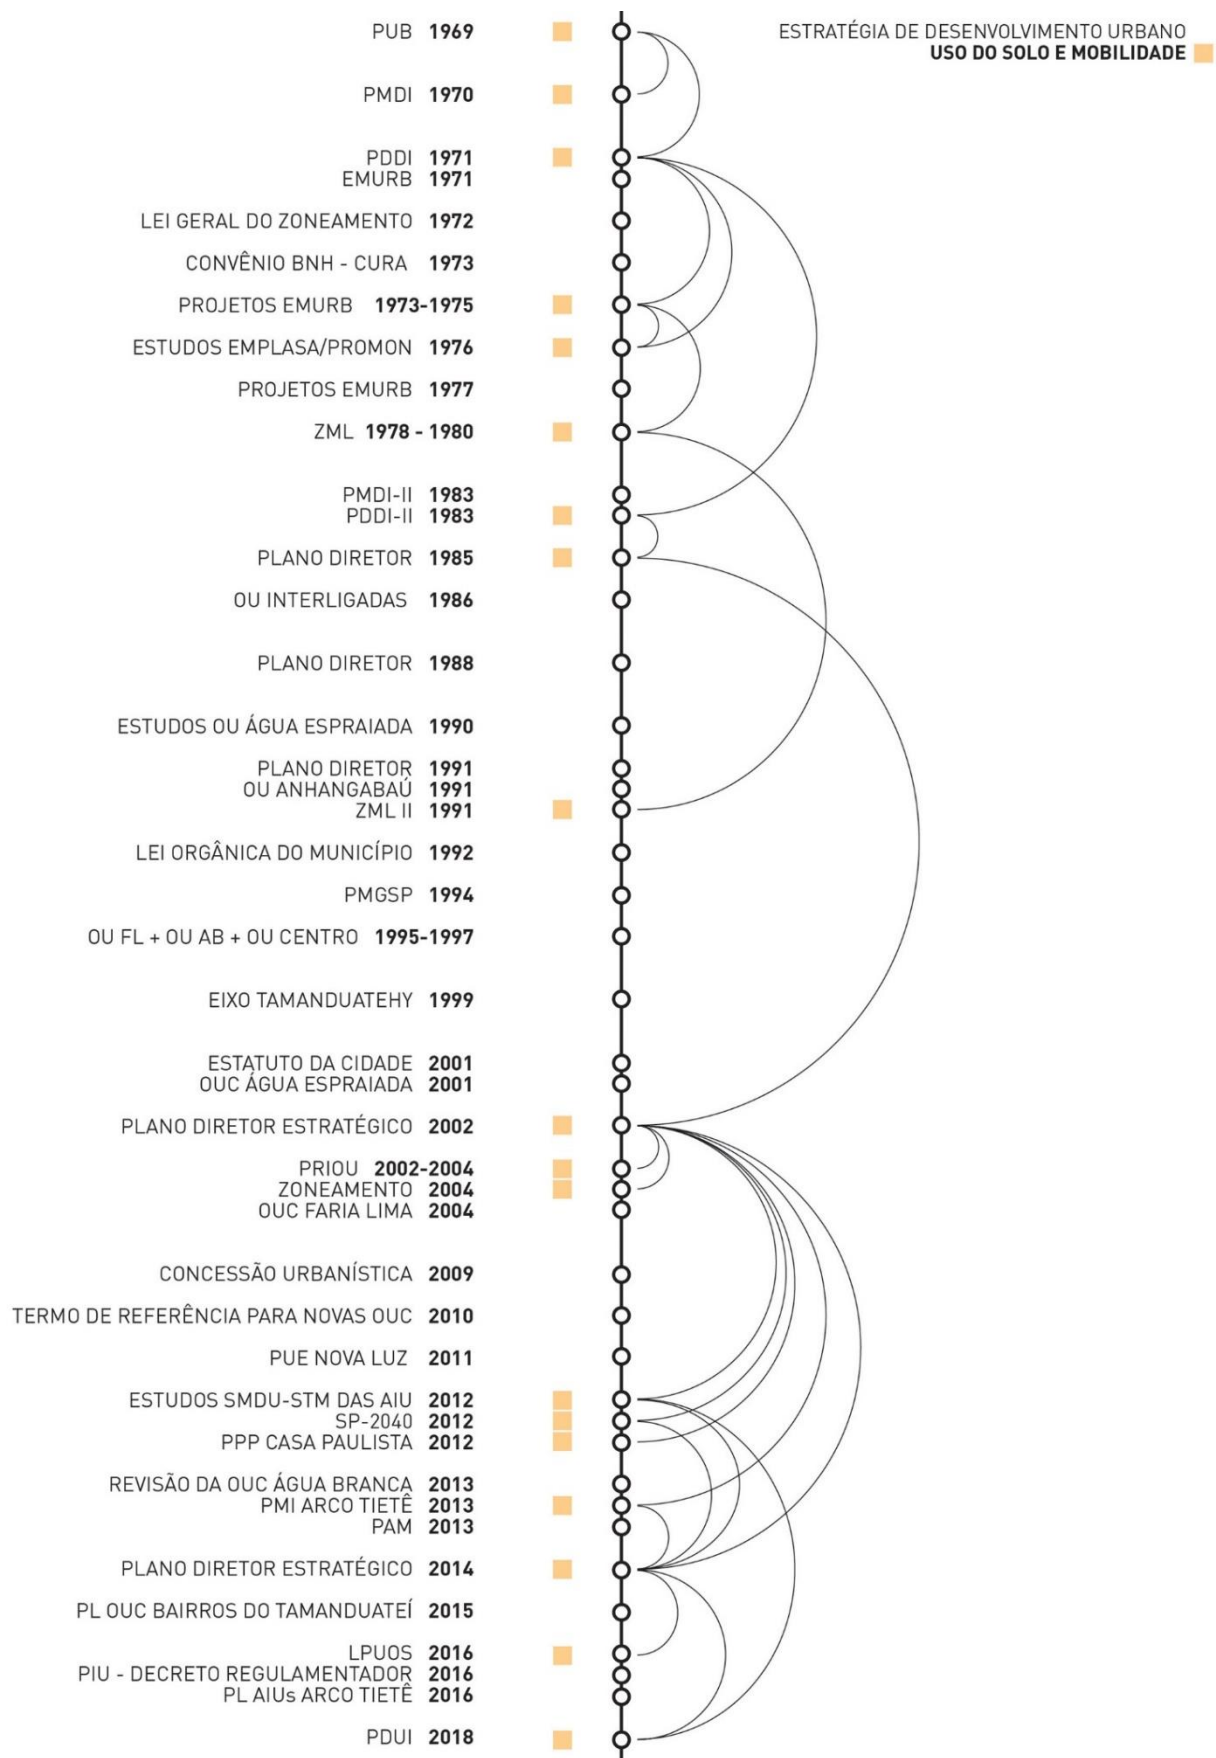 PUB 1969
ESTRATÉGIA DE DESENVOLVIMENTO URBANO
USO DO SOLO E MOBILIDADE
PMDI 1970
PDDI 1971
EMURB 1971
LEI GERAL DO ZONEAMENTO 1972
CONVÊNIO BNH - CURA 1973
PROJETOS EMURB 1973-1975
ESTUDOS EMPLASA/PROMON 1976
PROJETOS EMURB 1977
ZML 1978 - 1980
PMDI-II 1983
PDDI-II 1983
PLANO DIRETOR 1985
OU INTERLIGADAS 1986
PLANO DIRETOR 1988
ESTUDOS OU ÁGUA ESPRAIADA 1990
PLANO DIRETOR 1991
OU ANHANGABAÚ 1991
ZML II 1991
LEI ORGÂNICA DO MUNICÍPIO 1992
PMGSP 1994
OU FL + OU AB + OU CENTRO 1995-1997
EIXO TAMANDUATEHY 1999
ESTATUTO DA CIDADE 2001
OUC ÁGUA ESPRAIADA 2001
PLANO DIRETOR ESTRATÉGICO 2002
PRIOU 2002-2004
ZONEAMENTO 2004
OUC FARIA LIMA 2004
CONCESSÃO URBANÍSTICA 2009
TERMO DE REFERÊNCIA PARA NOVAS OUC 2010
PUE NOVA LUZ 2011
ESTUDOS SMDU-STM DAS AIU 2012
SP-2040 2012
PPP CASA PAULISTA 2012
REVISÃO DA OUC ÁGUA BRANCA 2013
PMI ARCO TIETÊ 2013
PAM 2013
PLANO DIRETOR ESTRATÉGICO 2014
PL OUC BAIRROS DO TAMANDUATEÍ 2015
LPUOS 2016
PIU - DECRETO REGULAMENTADOR 2016
PL AIUs ARCO TIETÊ 2016
PDUI 2018